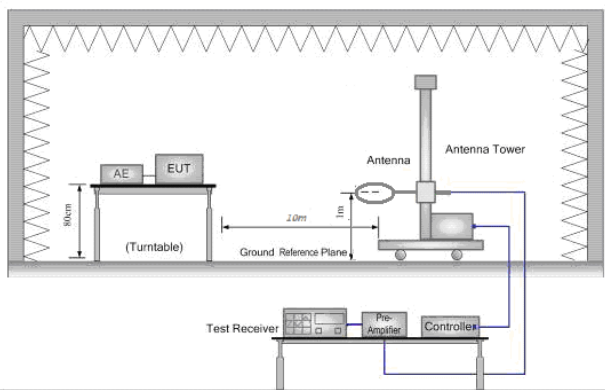 Antenna Tower
Antenna
EUT
AE
80cm
(Turntable)
10m
1m
Ground Reference Plane
Test Receiver
Pre-
Amplifier
Controller